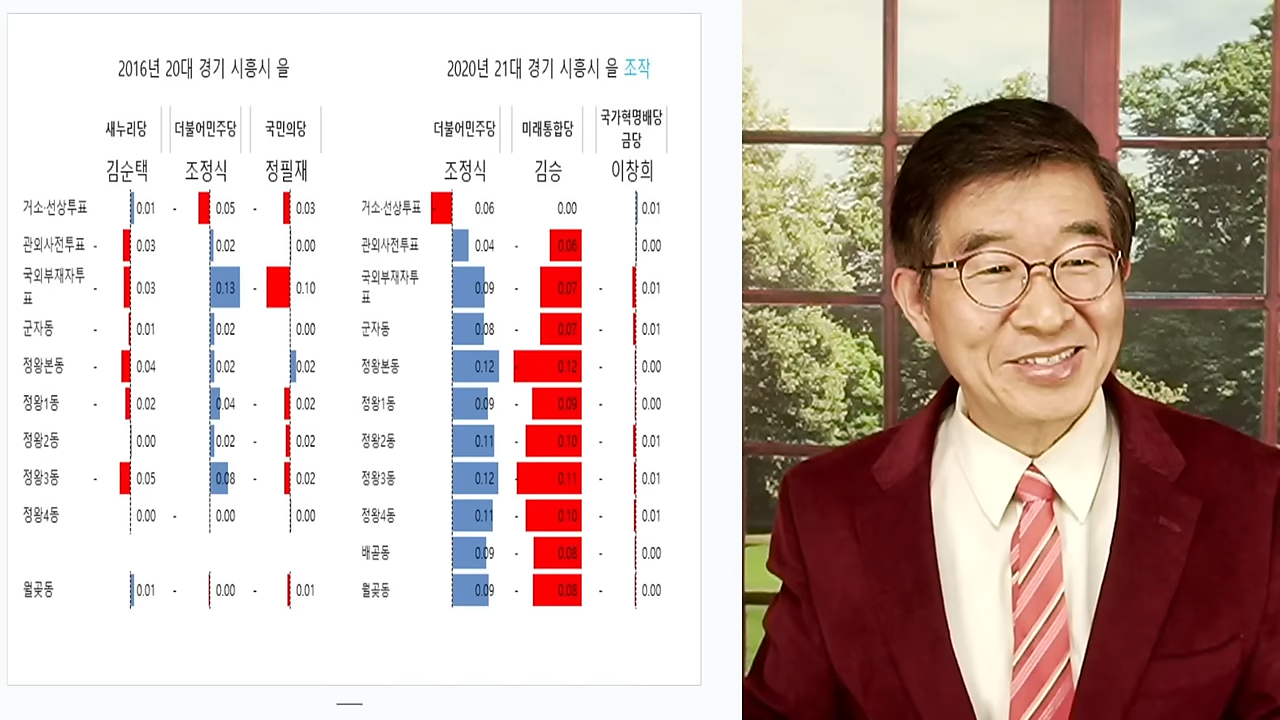 2016년 20대 경기 시흥시 을
새누리당 더불어민주당 국민의당
김순택 조정식 정필재
거소·선상투표 0.01 - 0.05 - 0.03
관외사전투표 - 0.03 0.02 0.00
국외부재자투
표 - 0.03 0.13 - 0.10
군자동 - 0.01 0.02 0.00
정왕본동 - 0.04 0.02 0.02
정왕1동 - 0.02 0.04 - 0.02
정왕2동 0.00 0.02 - 0.02
정왕3동 - 0.05 0.08 - 0.02
정왕4동 0.00 - 0.00 0.00
월곶동 0.01 - 0.00 - 0.01
2020년 21대 경기 시흥시 을 조작
더불어민주당 미래통합당 국가혁명배당
금당
조정식 김승 이창희
거소·선상투표 - 0.06 0.00 0.01
관외사전투표 0.04 - 0.06 0.00
국외부재자투
표 0.09 - 0.07 - 0.01
군자동 0.08 - 0.07 - 0.01
정왕본동 0.12 - 0.12 - 0.00
정왕1동 0.09 - 0.09 - 0.00
정왕2동 0.11 - 0.10 - 0.01
정왕3동 0.12 - 0.11 - 0.01
정왕4동 0.11 - 0.10 - 0.01
배곧동 0.09 - 0.08 - 0.00
월곶동 0.09 - 0.08 - 0.00